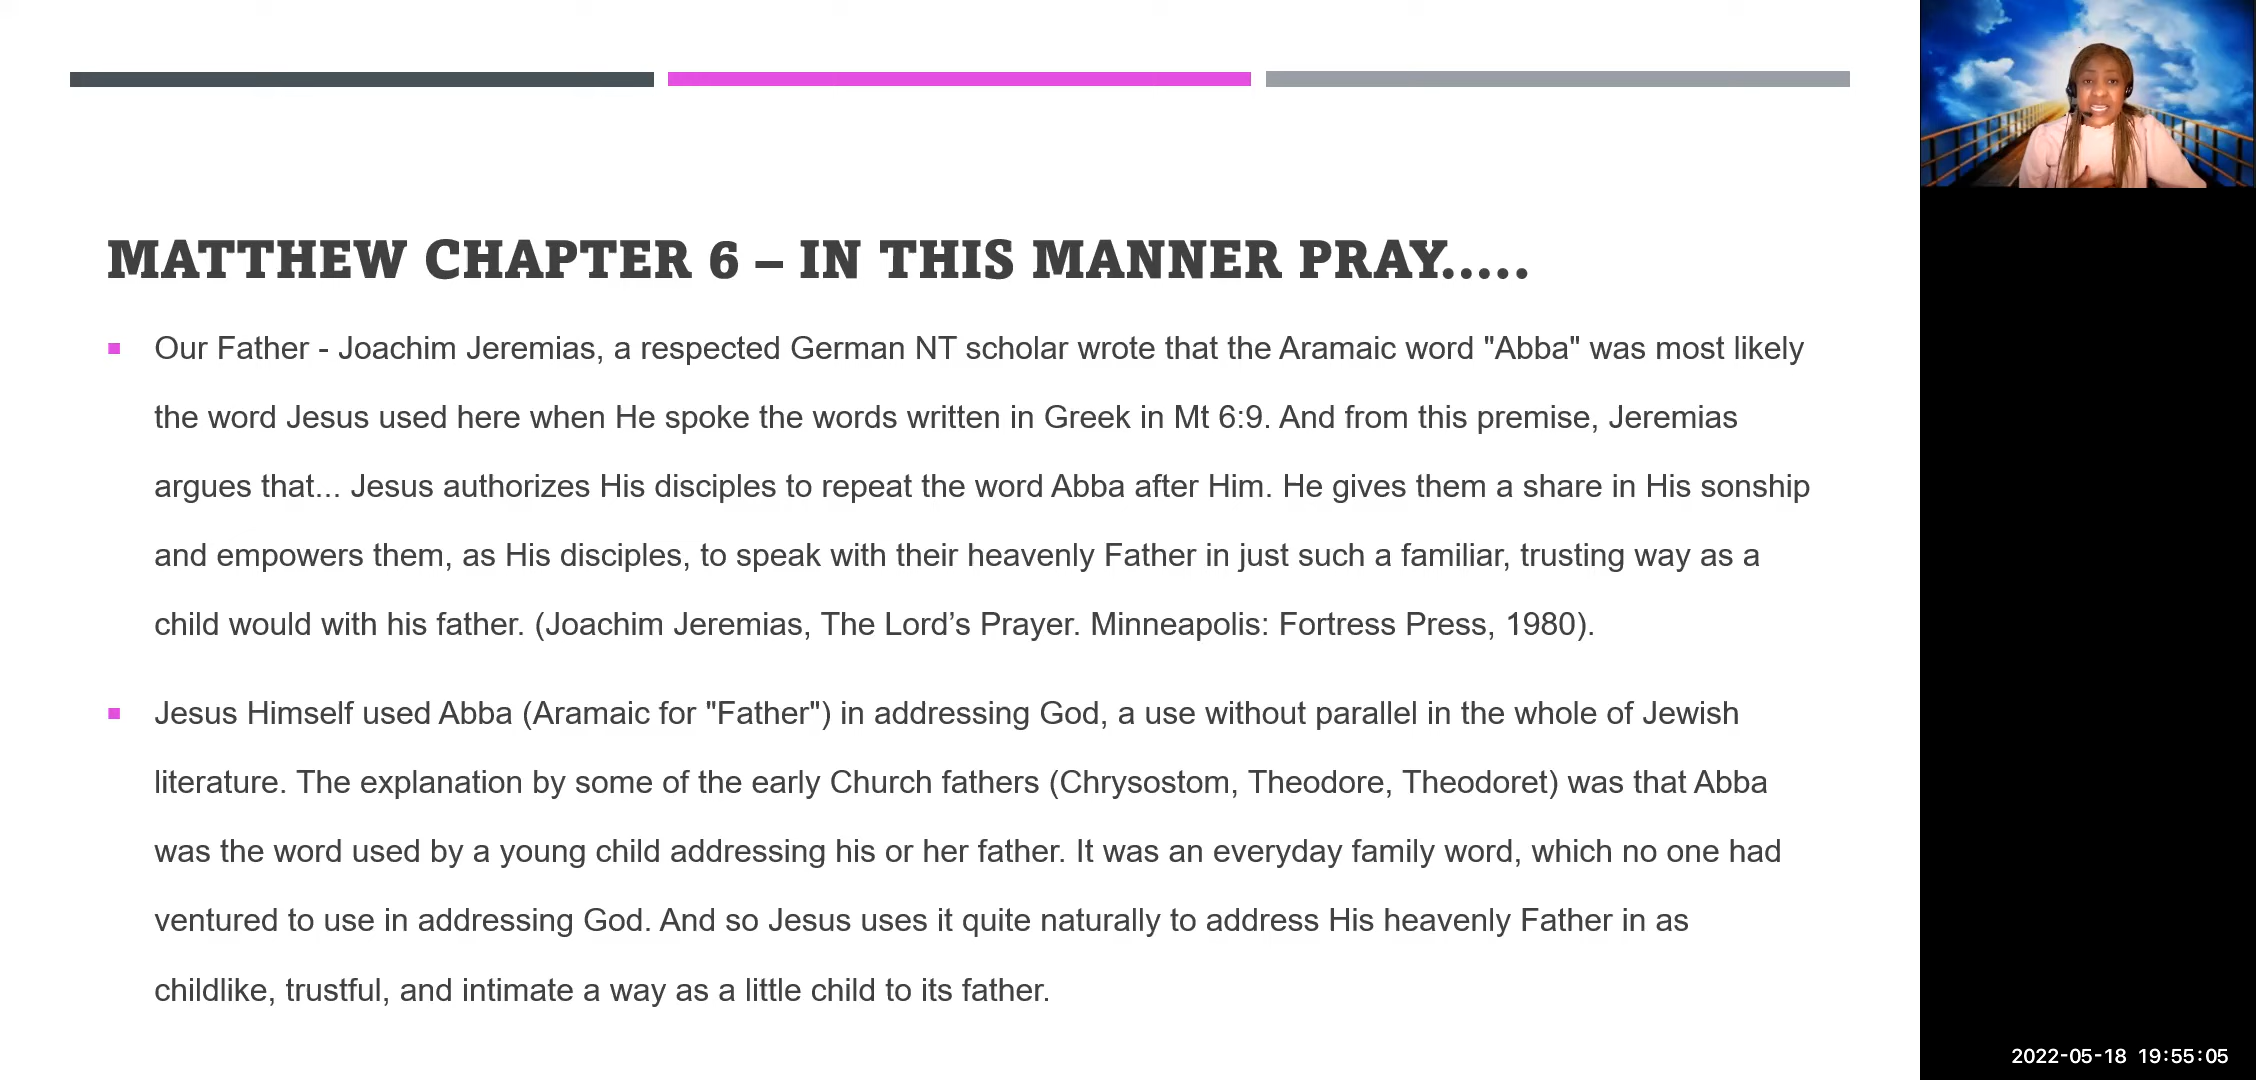 MATTHEW CHAPTER 6 – IN THIS MANNER PRAY.....
Our Father - Joachim Jeremias, a respected German NT scholar wrote that the Aramaic word "Abba" was most likely
the word Jesus used here when He spoke the words written in Greek in Mt 6:9. And from this premise, Jeremias
argues that... Jesus authorizes His disciples to repeat the word Abba after Him. He gives them a share in His sonship
and empowers them, as His disciples, to speak with their heavenly Father in just such a familiar, trusting way as a
child would with his father. (Joachim Jeremias, The Lord’s Prayer. Minneapolis: Fortress Press, 1980).
Jesus Himself used Abba (Aramaic for "Father") in addressing God, a use without parallel in the whole of Jewish
literature. The explanation by some of the early Church fathers (Chrysostom, Theodore, Theodoret) was that Abba
was the word used by a young child addressing his or her father. It was an everyday family word, which no one had
ventured to use in addressing God. And so Jesus uses it quite naturally to address His heavenly Father in as
childlike, trustful, and intimate a way as a little child to its father.
2022-05-18 19:55:05